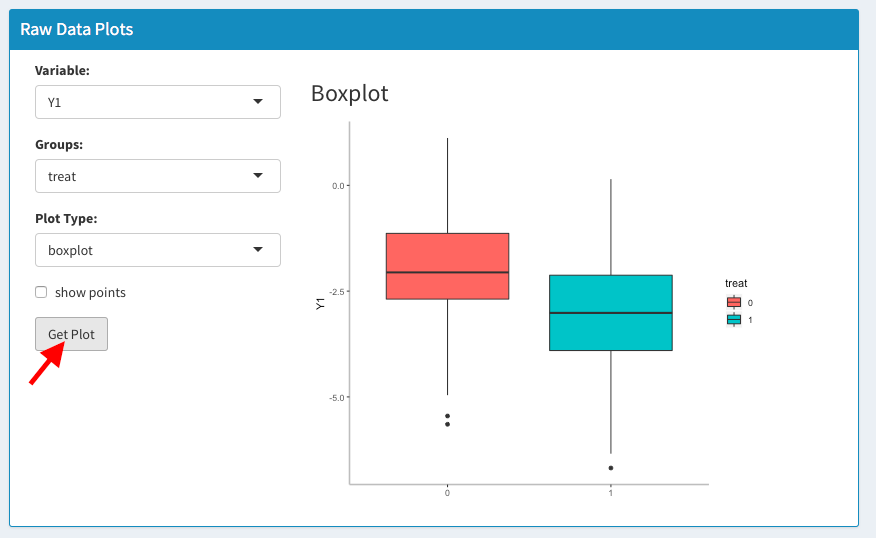 Raw Data Plots
Variable:
Y1
Groups:
treat
Plot Type:
boxplot
show points
Get Plot
Boxplot
0.0
-2.5
-5.0
Y1
0
1
treat
0
1